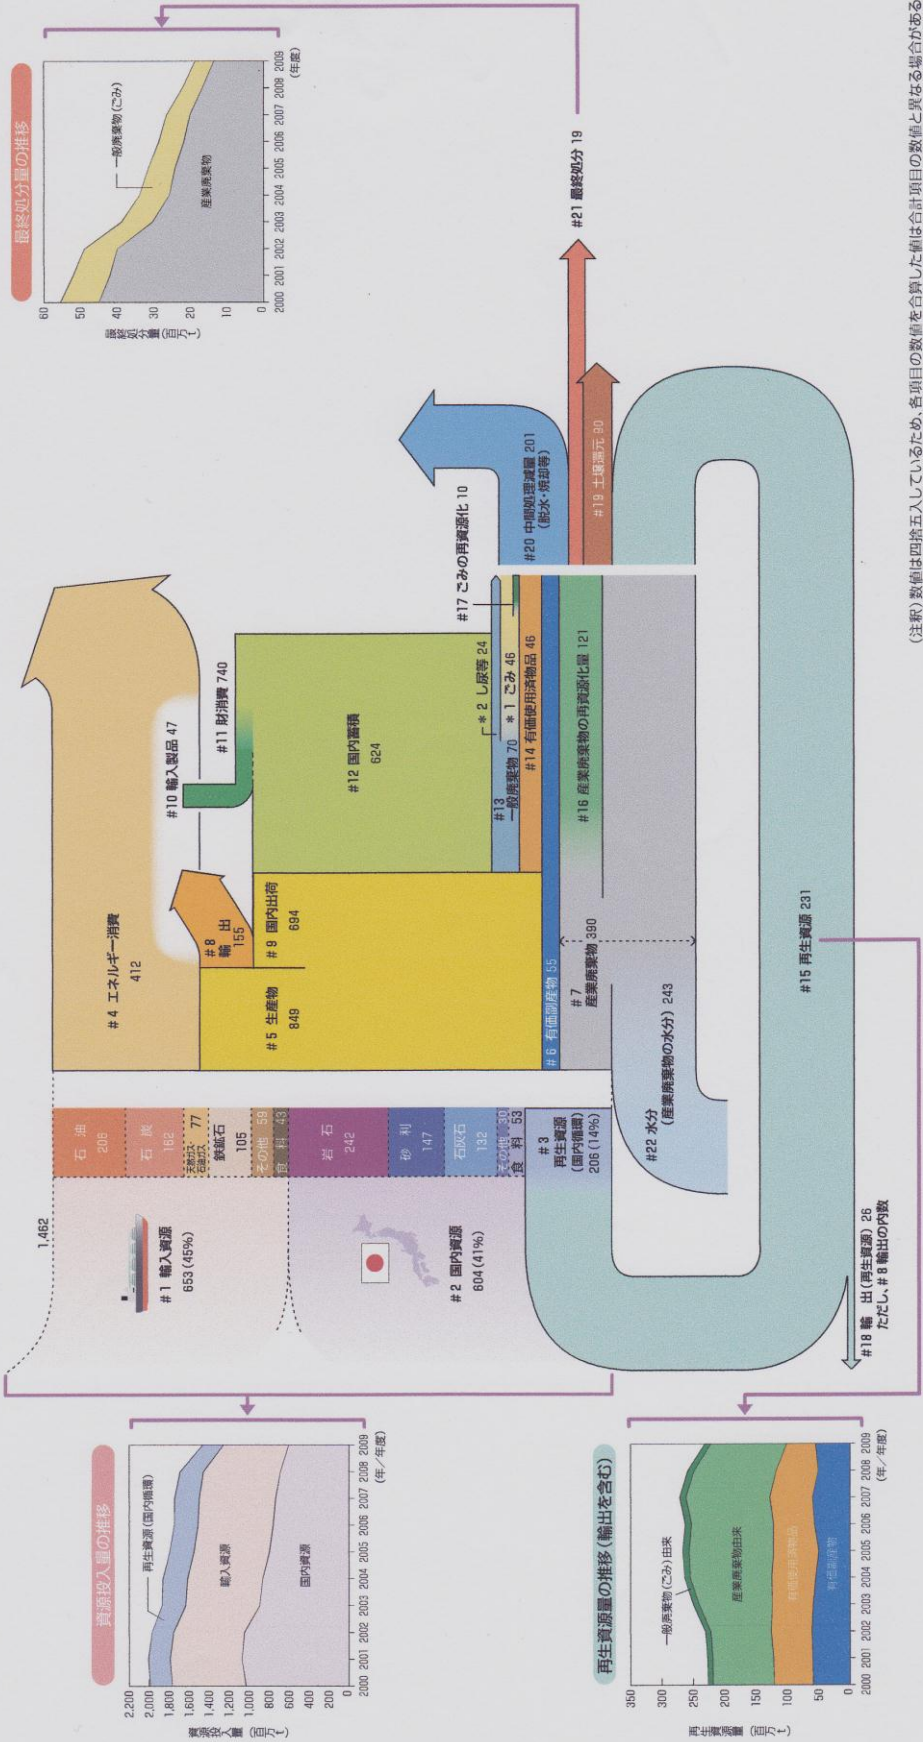 資源投入量の推移
資源投入量(百万t)
2,200
2,000
1,800
1,600
1,400
1,200
1,000
800
600
400
200
0
再生資源(国内循環)
輸入資源
国内資源
2000 2001 2002 2003 2004 2005 2006 2007 2008 2009
(年/年度)
再生資源量の推移(輸出を含む)
再生資源量(百万t)
350
300
250
200
150
100
50
0
一般廃棄物(ごみ)由来
産業廃棄物由来
有価使用済物品
有価副産物
2000 2001 2002 2003 2004 2005 2006 2007 2008 2009
(年/年度)
1,462
#1 輸入資源
653(45%)
#2 国内資源
604(41%)
石 油
208
石 炭
162
天然ガス・石油ガス 77
鉄鉱石
105
その他 59
食 料 43
岩 石
242
砂 利
147
石灰石
132
その他 30
食 料 53
#3
再生資源
(国内循環)
206(14%)
#4 エネルギー消費
412
#5 生産物
849
#6 有価副産物 55
#7
産業廃棄物 390
#8
輸 出
155
#9 国内出荷
694
#10 輸入製品 47
#11 財消費 740
#12 国内蓄積
624
#13
一般廃棄物 70
*2 し尿等 24
*1 ごみ 46
#14 有価使用済物品 46
#16 産業廃棄物の再資源化量 121
#17 ごみの再資源化 10
#20 中間処理減量 201
(脱水・焼却等)
#21 最終処分 19
#19 土壌還元 90
#22 水分
(産業廃棄物の水分) 243
#15 再生資源 231
#18 輸 出(再生資源) 26
ただし、#8 輸出の内数
最終処分量の推移
最終処分量(百万t)
60
50
40
30
20
10
0
一般廃棄物(ごみ)
産業廃棄物
2000 2001 2002 2003 2004 2005 2006 2007 2008 2009
(年度)
(注釈)数値は四捨五入しているため、各項目の数値を合算した値は合計項目の数値と異なる場合がある